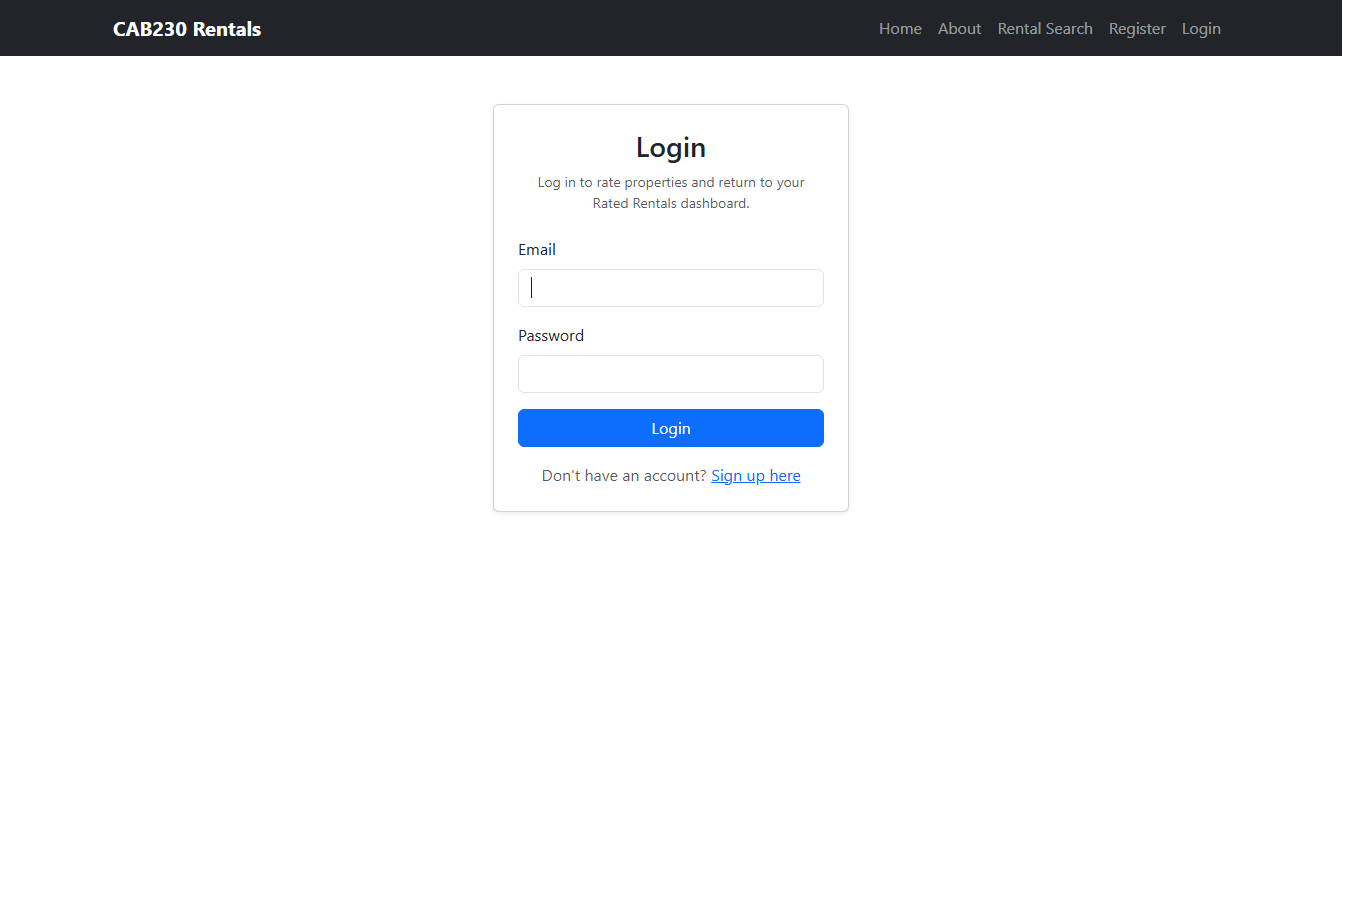 CAB230 Rentals
Home About Rental Search Register Login
Login
Log in to rate properties and return to your
Rated Rentals dashboard.
Email
Password
Login
Don't have an account? Sign up here